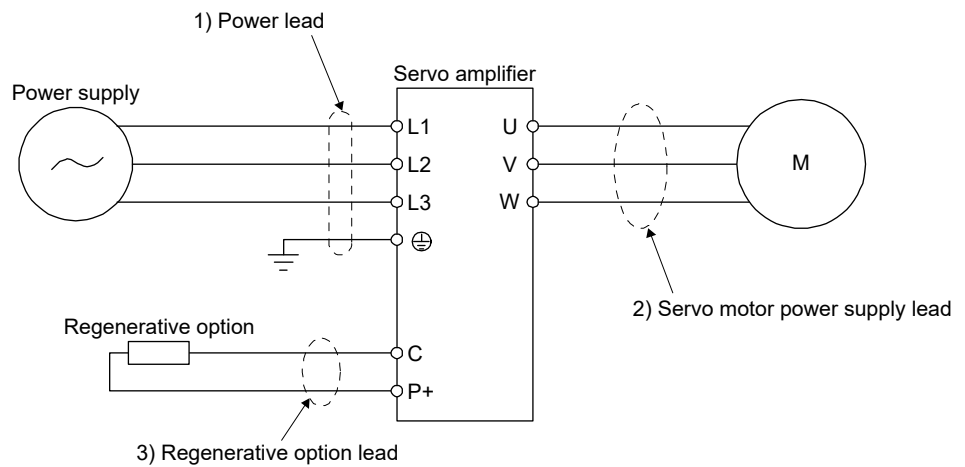 1) Power lead
Servo amplifier
Power supply
L1
U
L2
V
M
L3
W
2) Servo motor power supply lead
Regenerative option
C
P+
3) Regenerative option lead